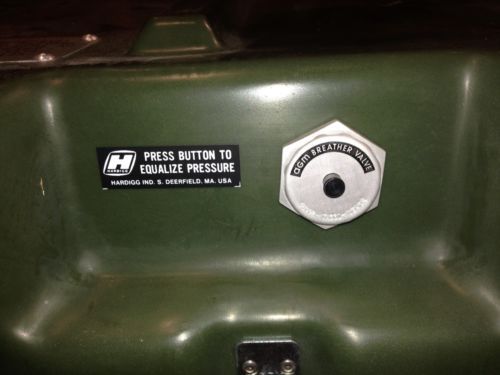 H
HARDIGG
PRESS BUTTON TO
EQUALIZE PRESSURE
HARDIGG IND. S. DEERFIELD, MA. USA
agm BREATHER VALVE